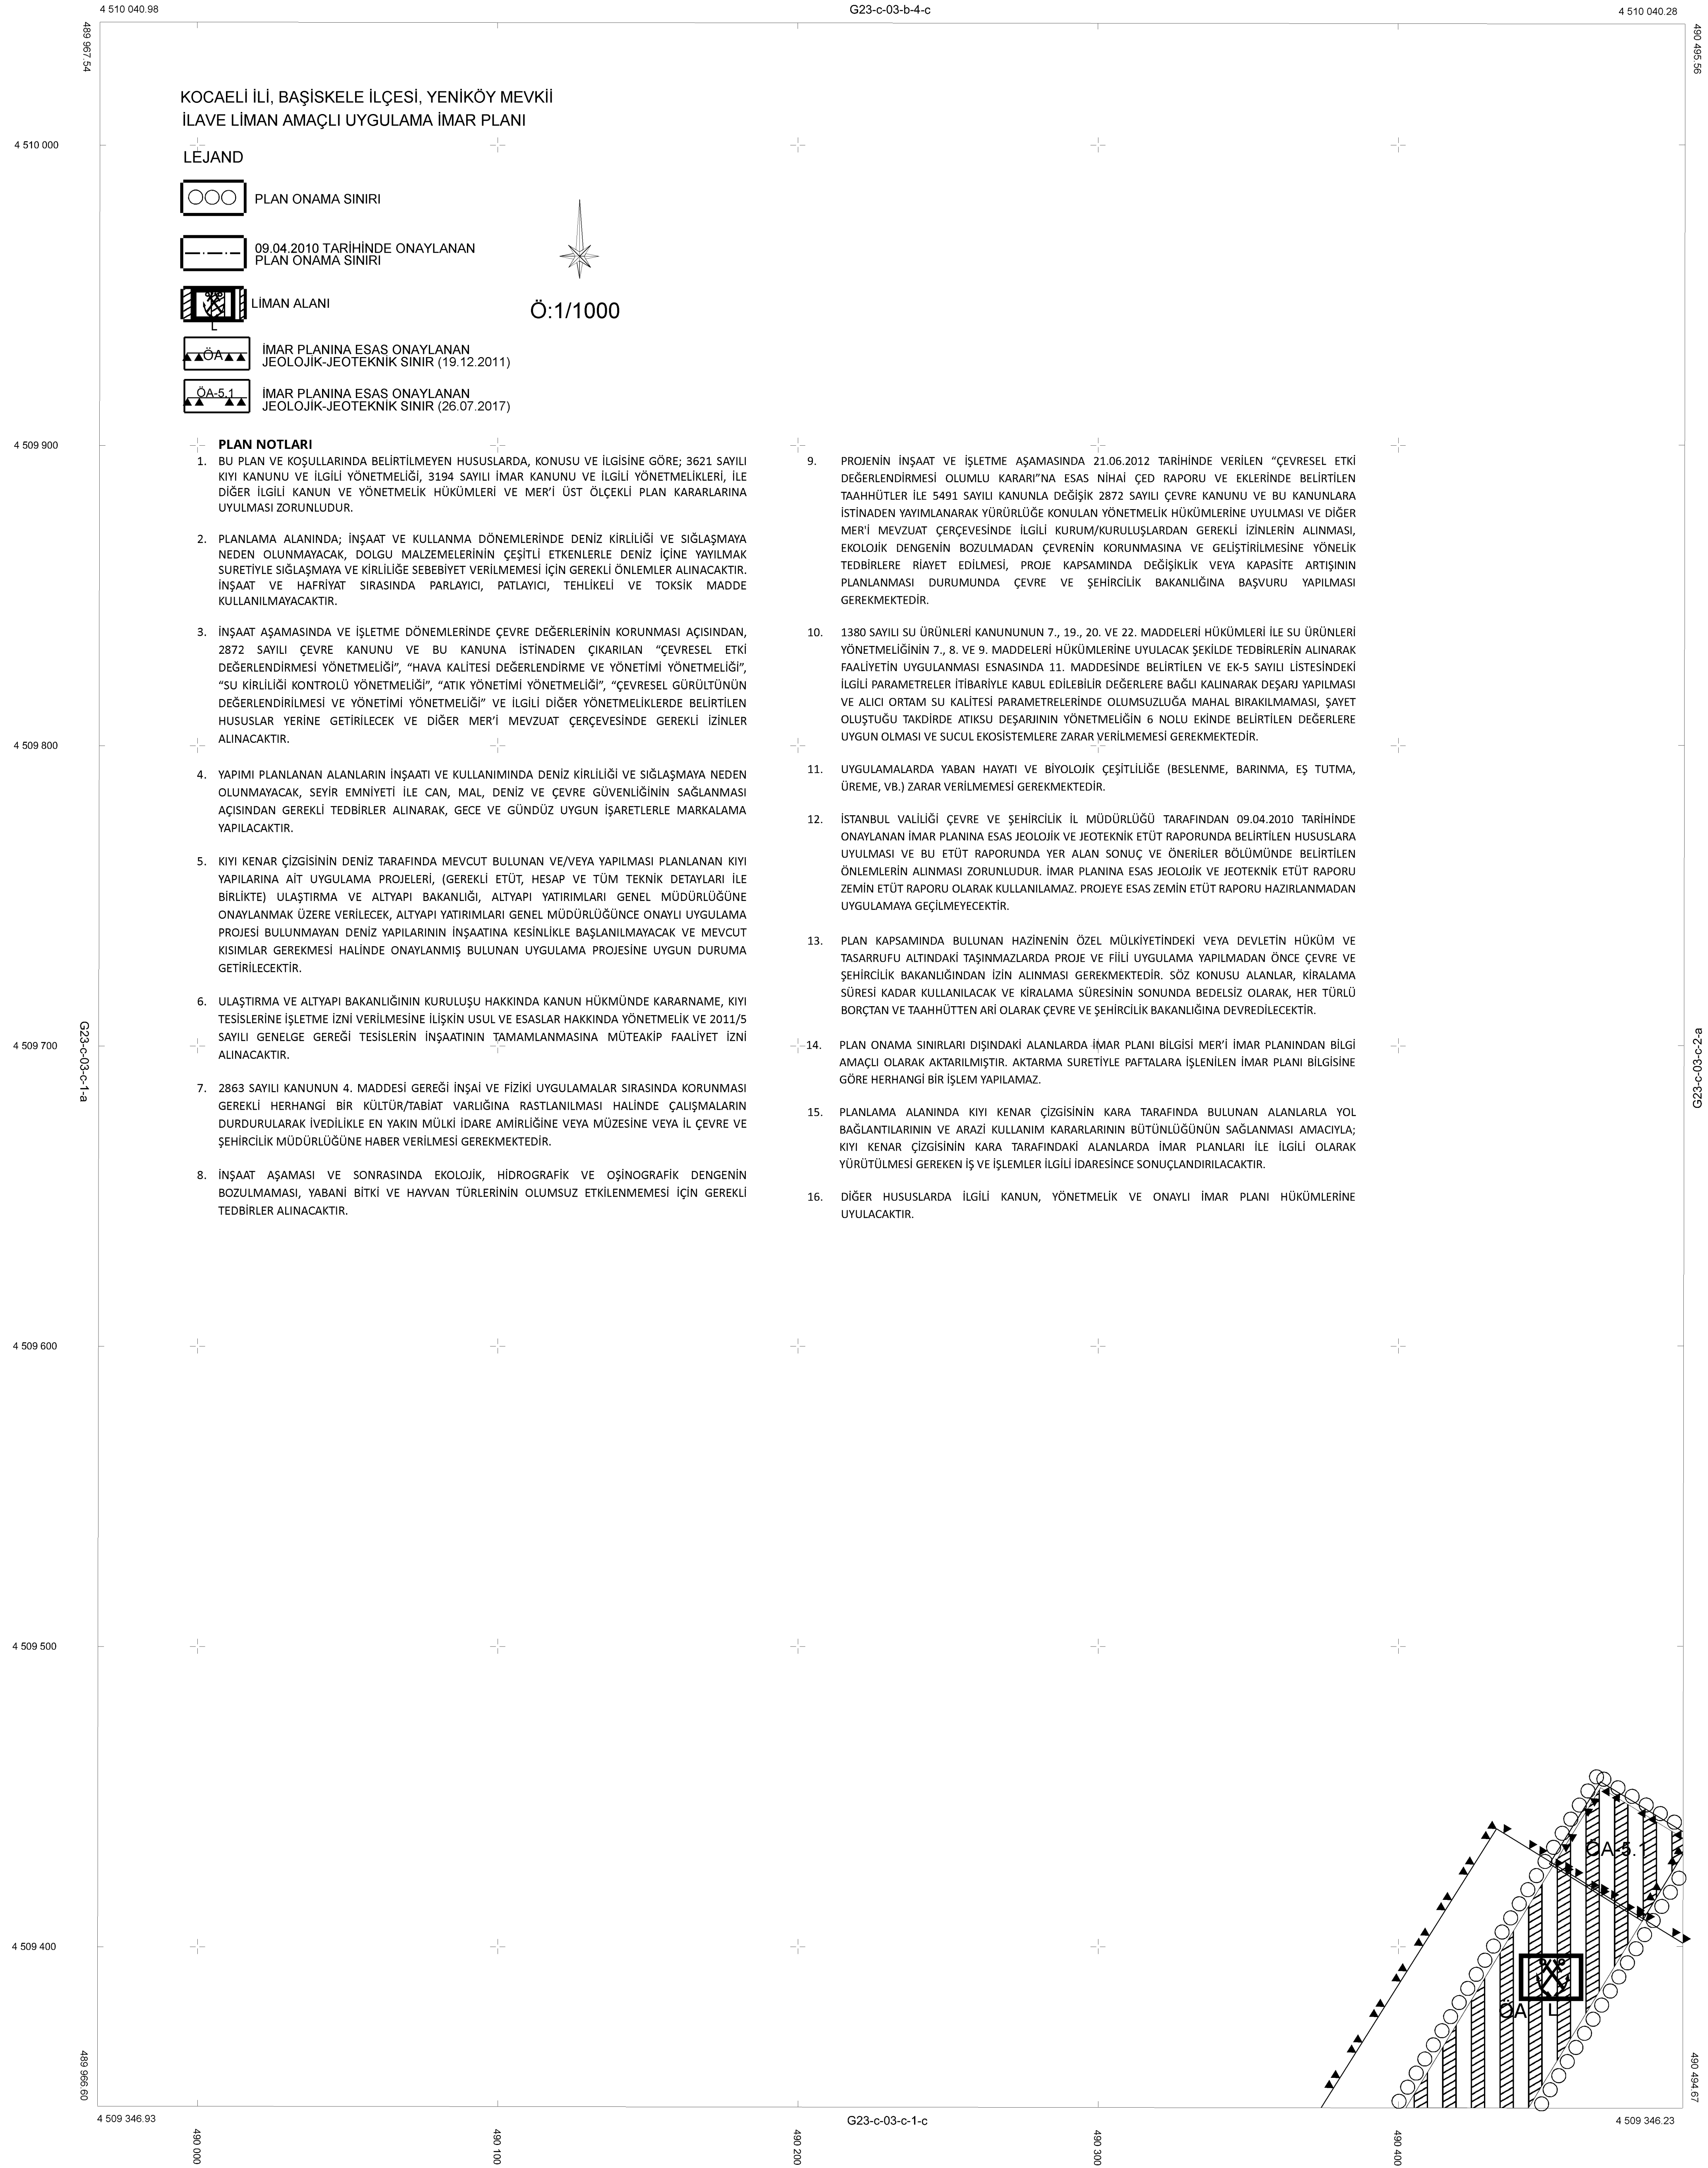 4 510 040.98
G23-c-03-b-4-c
4 510 040.28
489 967.54
490 495.56
KOCAELİ İLİ, BAŞİSKELE İLÇESİ, YENİKÖY MEVKİİ
İLAVE LİMAN AMAÇLI UYGULAMA İMAR PLANI
4 510 000
LEJAND
PLAN ONAMA SINIRI
09.04.2010 TARİHİNDE ONAYLANAN
PLAN ONAMA SINIRI
LİMAN ALANI
L
Ö:1/1000
ÖA
İMAR PLANINA ESAS ONAYLANAN
JEOLOJİK-JEOTEKNİK SINIR (19.12.2011)
ÖA-5.1
İMAR PLANINA ESAS ONAYLANAN
JEOLOJİK-JEOTEKNİK SINIR (26.07.2017)
4 509 900
PLAN NOTLARI
1. BU PLAN VE KOŞULLARINDA BELİRTİLMEYEN HUSUSLARDA, KONUSU VE İLGİSİNE GÖRE; 3621 SAYILI
KIYI KANUNU VE İLGİLİ YÖNETMELİĞİ, 3194 SAYILI İMAR KANUNU VE İLGİLİ YÖNETMELİKLERİ, İLE
DİĞER İLGİLİ KANUN VE YÖNETMELİK HÜKÜMLERİ VE MER’İ ÜST ÖLÇEKLİ PLAN KARARLARINA
UYULMASI ZORUNLUDUR.
2. PLANLAMA ALANINDA; İNŞAAT VE KULLANMA DÖNEMLERİNDE DENİZ KİRLİLİĞİ VE SIĞLAŞMAYA
NEDEN OLUNMAYACAK, DOLGU MALZEMELERİNİN ÇEŞİTLİ ETKENLERLE DENİZ İÇİNE YAYILMAK
SURETİYLE SIĞLAŞMAYA VE KİRLİLİĞE SEBEBİYET VERİLMEMESİ İÇİN GEREKLİ ÖNLEMLER ALINACAKTIR.
İNŞAAT VE HAFRİYAT SIRASINDA PARLAYICI, PATLAYICI, TEHLİKELİ VE TOKSİK MADDE
KULLANILMAYACAKTIR.
3. İNŞAAT AŞAMASINDA VE İŞLETME DÖNEMLERİNDE ÇEVRE DEĞERLERİNİN KORUNMASI AÇISINDAN,
2872 SAYILI ÇEVRE KANUNU VE BU KANUNA İSTİNADEN ÇIKARILAN “ÇEVRESEL ETKİ
DEĞERLENDİRMESİ YÖNETMELİĞİ”, “HAVA KALİTESİ DEĞERLENDİRME VE YÖNETİMİ YÖNETMELİĞİ”,
“SU KİRLİLİĞİ KONTROLÜ YÖNETMELİĞİ”, “ATIK YÖNETİMİ YÖNETMELİĞİ”, “ÇEVRESEL GÜRÜLTÜNÜN
DEĞERLENDİRİLMESİ VE YÖNETİMİ YÖNETMELİĞİ” VE İLGİLİ DİĞER YÖNETMELİKLERDE BELİRTİLEN
HUSUSLAR YERİNE GETİRİLECEK VE DİĞER MER’İ MEVZUAT ÇERÇEVESİNDE GEREKLİ İZİNLER
ALINACAKTIR.
4 509 800
4. YAPIMI PLANLANAN ALANLARIN İNŞAATI VE KULLANIMINDA DENİZ KİRLİLİĞİ VE SIĞLAŞMAYA NEDEN
OLUNMAYACAK, SEYİR EMNİYETİ İLE CAN, MAL, DENİZ VE ÇEVRE GÜVENLİĞİNİN SAĞLANMASI
AÇISINDAN GEREKLİ TEDBİRLER ALINARAK, GECE VE GÜNDÜZ UYGUN İŞARETLERLE MARKALAMA
YAPILACAKTIR.
5. KIYI KENAR ÇİZGİSİNİN DENİZ TARAFINDA MEVCUT BULUNAN VE/VEYA YAPILMASI PLANLANAN KIYI
YAPILARINA AİT UYGULAMA PROJELERİ, (GEREKLİ ETÜT, HESAP VE TÜM TEKNİK DETAYLARI İLE
BİRLİKTE) ULAŞTIRMA VE ALTYAPI BAKANLIĞI, ALTYAPI YATIRIMLARI GENEL MÜDÜRLÜĞÜNE
ONAYLANMAK ÜZERE VERİLECEK, ALTYAPI YATIRIMLARI GENEL MÜDÜRLÜĞÜNCE ONAYLI UYGULAMA
PROJESİ BULUNMAYAN DENİZ YAPILARININ İNŞAATINA KESİNLİKLE BAŞLANILMAYACAK VE MEVCUT
KISIMLAR GEREKMESİ HALİNDE ONAYLANMIŞ BULUNAN UYGULAMA PROJESİNE UYGUN DURUMA
GETİRİLECEKTİR.
6. ULAŞTIRMA VE ALTYAPI BAKANLIĞININ KURULUŞU HAKKINDA KANUN HÜKMÜNDE KARARNAME, KIYI
TESİSLERİNE İŞLETME İZNİ VERİLMESİNE İLİŞKİN USUL VE ESASLAR HAKKINDA YÖNETMELİK VE 2011/5
SAYILI GENELGE GEREĞİ TESİSLERİN İNŞAATININ TAMAMLANMASINA MÜTEAKİP FAALİYET İZNİ
ALINACAKTIR.
4 509 700
G23-c-03-c-1-a
7. 2863 SAYILI KANUNUN 4. MADDESİ GEREĞİ İNŞAİ VE FİZİKİ UYGULAMALAR SIRASINDA KORUNMASI
GEREKLİ HERHANGİ BİR KÜLTÜR/TABİAT VARLIĞINA RASTLANILMASI HALİNDE ÇALIŞMALARIN
DURDURULARAK İVEDİLİKLE EN YAKIN MÜLKİ İDARE AMİRLİĞİNE VEYA MÜZESİNE VEYA İL ÇEVRE VE
ŞEHİRCİLİK MÜDÜRLÜĞÜNE HABER VERİLMESİ GEREKMEKTEDİR.
8. İNŞAAT AŞAMASI VE SONRASINDA EKOLOJİK, HİDROGRAFİK VE OŞİNOGRAFİK DENGENİN
BOZULMAMASI, YABANİ BİTKİ VE HAYVAN TÜRLERİNİN OLUMSUZ ETKİLENMEMESİ İÇİN GEREKLİ
TEDBİRLER ALINACAKTIR.
9. PROJENİN İNŞAAT VE İŞLETME AŞAMASINDA 21.06.2012 TARİHİNDE VERİLEN “ÇEVRESEL ETKİ
DEĞERLENDİRMESİ OLUMLU KARARI”NA ESAS NİHAİ ÇED RAPORU VE EKLERİNDE BELİRTİLEN
TAAHHÜTLER İLE 5491 SAYILI KANUNLA DEĞİŞİK 2872 SAYILI ÇEVRE KANUNU VE BU KANUNLARA
İSTİNADEN YAYIMLANARAK YÜRÜRLÜĞE KONULAN YÖNETMELİK HÜKÜMLERİNE UYULMASI VE DİĞER
MER'İ MEVZUAT ÇERÇEVESİNDE İLGİLİ KURUM/KURULUŞLARDAN GEREKLİ İZİNLERİN ALINMASI,
EKOLOJİK DENGENİN BOZULMADAN ÇEVRENİN KORUNMASINA VE GELİŞTİRİLMESİNE YÖNELİK
TEDBİRLERE RİAYET EDİLMESİ, PROJE KAPSAMINDA DEĞİŞİKLİK VEYA KAPASİTE ARTIŞININ
PLANLANMASI DURUMUNDA ÇEVRE VE ŞEHİRCİLİK BAKANLIĞINA BAŞVURU YAPILMASI
GEREKMEKTEDİR.
10. 1380 SAYILI SU ÜRÜNLERİ KANUNUNUN 7., 19., 20. VE 22. MADDELERİ HÜKÜMLERİ İLE SU ÜRÜNLERİ
YÖNETMELİĞİNİN 7., 8. VE 9. MADDELERİ HÜKÜMLERİNE UYULACAK ŞEKİLDE TEDBİRLERİN ALINARAK
FAALİYETİN UYGULANMASI ESNASINDA 11. MADDESİNDE BELİRTİLEN VE EK-5 SAYILI LİSTESİNDEKİ
İLGİLİ PARAMETRELER İTİBARİYLE KABUL EDİLEBİLİR DEĞERLERE BAĞLI KALINARAK DEŞARJ YAPILMASI
VE ALICI ORTAM SU KALİTESİ PARAMETRELERİNDE OLUMSUZLUĞA MAHAL BIRAKILMAMASI, ŞAYET
OLUŞTUĞU TAKDİRDE ATIKSU DEŞARJININ YÖNETMELİĞİN 6 NOLU EKİNDE BELİRTİLEN DEĞERLERE
UYGUN OLMASI VE SUCUL EKOSİSTEMLERE ZARAR VERİLMEMESİ GEREKMEKTEDİR.
11. UYGULAMALARDA YABAN HAYATI VE BİYOLOJİK ÇEŞİTLİLİĞE (BESLENME, BARINMA, EŞ TUTMA,
ÜREME, VB.) ZARAR VERİLMEMESİ GEREKMEKTEDİR.
12. İSTANBUL VALİLİĞİ ÇEVRE VE ŞEHİRCİLİK İL MÜDÜRLÜĞÜ TARAFINDAN 09.04.2010 TARİHİNDE
ONAYLANAN İMAR PLANINA ESAS JEOLOJİK VE JEOTEKNİK ETÜT RAPORUNDA BELİRTİLEN HUSUSLARA
UYULMASI VE BU ETÜT RAPORUNDA YER ALAN SONUÇ VE ÖNERİLER BÖLÜMÜNDE BELİRTİLEN
ÖNLEMLERİN ALINMASI ZORUNLUDUR. İMAR PLANINA ESAS JEOLOJİK VE JEOTEKNİK ETÜT RAPORU
ZEMİN ETÜT RAPORU OLARAK KULLANILAMAZ. PROJEYE ESAS ZEMİN ETÜT RAPORU HAZIRLANMADAN
UYGULAMAYA GEÇİLMEYECEKTİR.
13. PLAN KAPSAMINDA BULUNAN HAZİNENİN ÖZEL MÜLKİYETİNDEKİ VEYA DEVLETİN HÜKÜM VE
TASARRUFU ALTINDAKİ TAŞINMAZLARDA PROJE VE FİİLİ UYGULAMA YAPILMADAN ÖNCE ÇEVRE VE
ŞEHİRCİLİK BAKANLIĞINDAN İZİN ALINMASI GEREKMEKTEDİR. SÖZ KONUSU ALANLAR, KİRALAMA
SÜRESİ KADAR KULLANILACAK VE KİRALAMA SÜRESİNİN SONUNDA BEDELSİZ OLARAK, HER TÜRLÜ
BORÇTAN VE TAAHHÜTTEN ARİ OLARAK ÇEVRE VE ŞEHİRCİLİK BAKANLIĞINA DEVREDİLECEKTİR.
14. PLAN ONAMA SINIRLARI DIŞINDAKİ ALANLARDA İMAR PLANI BİLGİSİ MER’İ İMAR PLANINDAN BİLGİ
AMAÇLI OLARAK AKTARILMIŞTIR. AKTARMA SURETİYLE PAFTALARA İŞLENİLEN İMAR PLANI BİLGİSİNE
GÖRE HERHANGİ BİR İŞLEM YAPILAMAZ.
15. PLANLAMA ALANINDA KIYI KENAR ÇİZGİSİNİN KARA TARAFINDA BULUNAN ALANLARLA YOL
BAĞLANTILARININ VE ARAZİ KULLANIM KARARLARININ BÜTÜNLÜĞÜNÜN SAĞLANMASI AMACIYLA;
KIYI KENAR ÇİZGİSİNİN KARA TARAFINDAKİ ALANLARDA İMAR PLANLARI İLE İLGİLİ OLARAK
YÜRÜTÜLMESİ GEREKEN İŞ VE İŞLEMLER İLGİLİ İDARESİNCE SONUÇLANDIRILACAKTIR.
16. DİĞER HUSUSLARDA İLGİLİ KANUN, YÖNETMELİK VE ONAYLI İMAR PLANI HÜKÜMLERİNE
UYULACAKTIR.
G23-c-03-c-2-a
4 509 600
4 509 500
4 509 700
ÖA-5.1
4 509 400
ÖA
L
489 966.60
490 494.67
4 509 346.93
G23-c-03-c-1-c
4 509 346.23
490 000
490 100
490 200
490 300
490 400